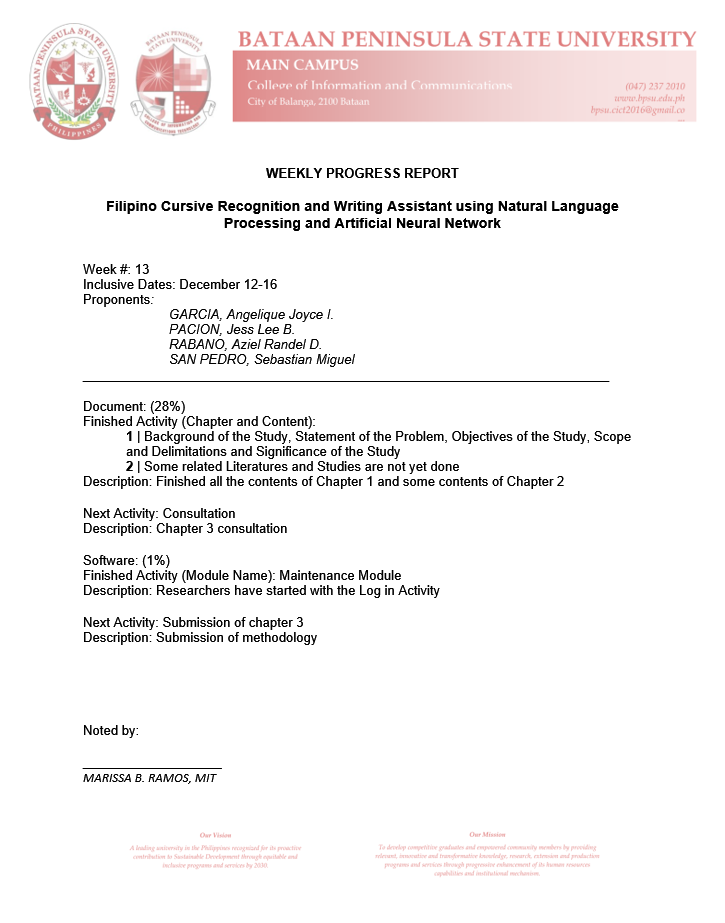 BATAAN PENINSULA STATE UNIVERSITY
PHILIPPINES
BATAAN PENINSULA
STATE UNIVERSITY
BATAAN PENINSULA STATE UNIVERSITY
MAIN CAMPUS
College of Information and Communications
City of Balanga, 2100 Bataan
(047) 237 2010
www.bpsu.edu.ph
bpsu.cict2016@gmail.co
WEEKLY PROGRESS REPORT
Filipino Cursive Recognition and Writing Assistant using Natural Language
Processing and Artificial Neural Network
Week #: 13
Inclusive Dates: December 12-16
Proponents:
GARCIA, Angelique Joyce I.
PACION, Jess Lee B.
RABANO, Aziel Randel D.
SAN PEDRO, Sebastian Miguel
Document: (28%)
Finished Activity (Chapter and Content):
1 | Background of the Study, Statement of the Problem, Objectives of the Study, Scope
and Delimitations and Significance of the Study
2 | Some related Literatures and Studies are not yet done
Description: Finished all the contents of Chapter 1 and some contents of Chapter 2
Next Activity: Consultation
Description: Chapter 3 consultation
Software: (1%)
Finished Activity (Module Name): Maintenance Module
Description: Researchers have started with the Log in Activity
Next Activity: Submission of chapter 3
Description: Submission of methodology
Noted by:
MARISSA B. RAMOS, MIT
Our Vision
A leading university in the Philippines recognized for its proactive
contribution to Sustainable Development through equitable and
inclusive programs and services by 2030.
Our Mission
To develop competitive graduates and empowered community members by providing
relevant, innovative and transformative knowledge, research, extension and production
programs and services through progressive enhancement of its human resources
capabilities and institutional mechanism.